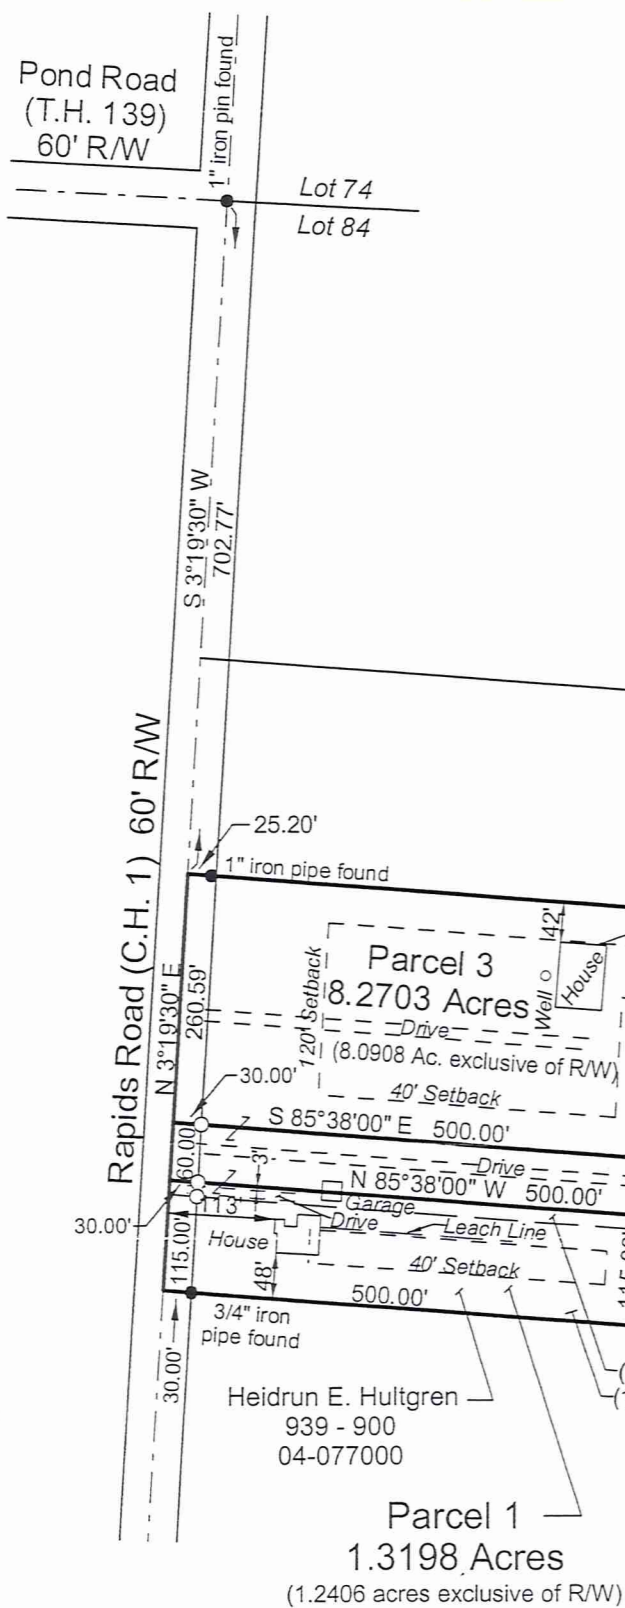 Pond Road
(T.H. 139)
60' R/W
1" iron pin found
Lot 74
Lot 84
S 3°19'30" W
702.77'
Rapids Road (C.H. 1) 60' R/W
25.20'
1" iron pipe found
N 3°19'30" E
260.59'
120' Setback
Parcel 3
8.2703 Acres
Drive
(8.0908 Ac. exclusive of R/W)
40' Setback
42'
Well
House
30.00'
S 85°38'00" E 500.00'
60.00'
Drive
3'
N 85°38'00" W 500.00'
30.00'
113'
Garage
Drive
Leach Line
115.00'
House
40' Setback
48'
500.00'
3/4" iron
pipe found
30.00'
Heidrun E. Hultgren
939 - 900
04-077000
Parcel 1
1.3198 Acres
(1.2406 acres exclusive of R/W)